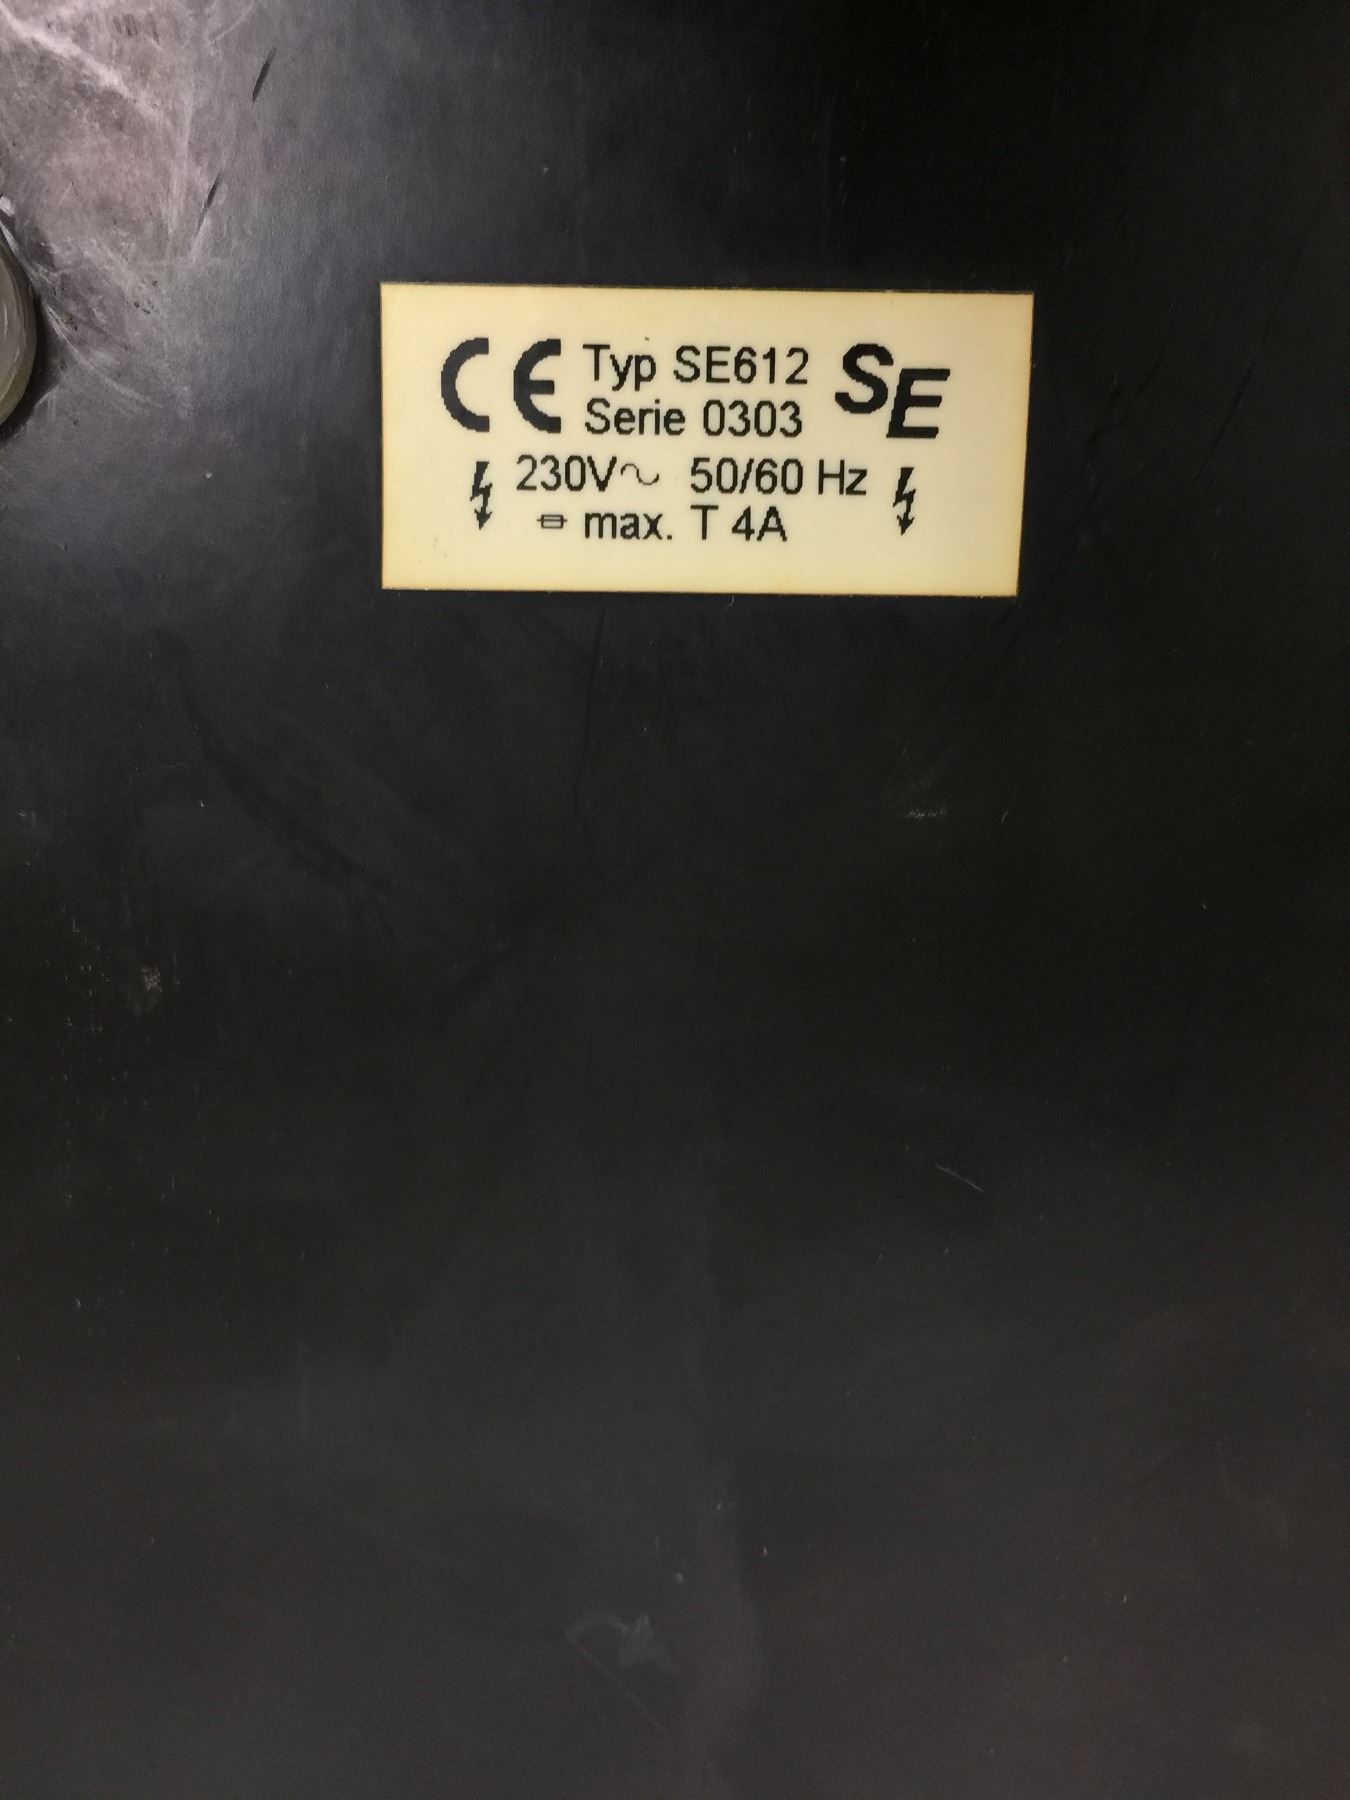 CE Typ SE612 SE
Serie 0303
230V~ 50/60 Hz
max. T 4A